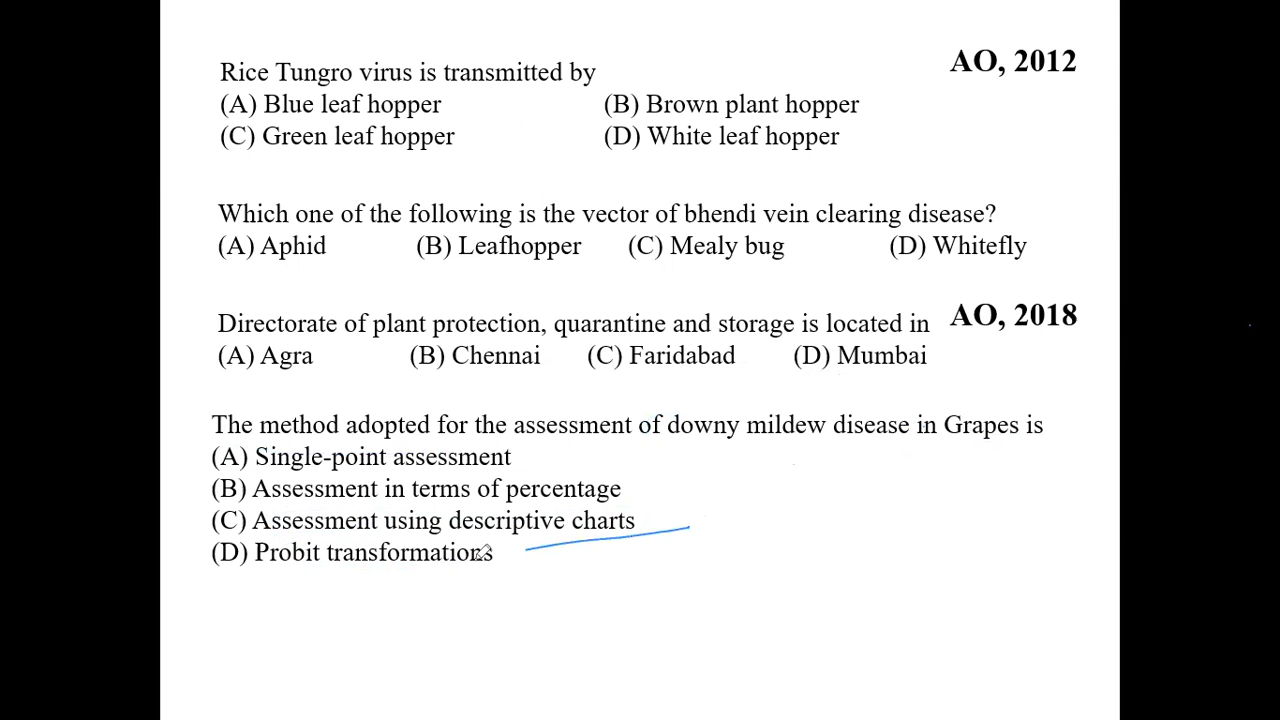 AO, 2012
Rice Tungro virus is transmitted by
(A) Blue leaf hopper (B) Brown plant hopper
(C) Green leaf hopper (D) White leaf hopper
Which one of the following is the vector of bhendi vein clearing disease?
(A) Aphid (B) Leafhopper (C) Mealy bug (D) Whitefly
Directorate of plant protection, quarantine and storage is located in AO, 2018
(A) Agra (B) Chennai (C) Faridabad (D) Mumbai
The method adopted for the assessment of downy mildew disease in Grapes is
(A) Single-point assessment
(B) Assessment in terms of percentage
(C) Assessment using descriptive charts
(D) Probit transformations